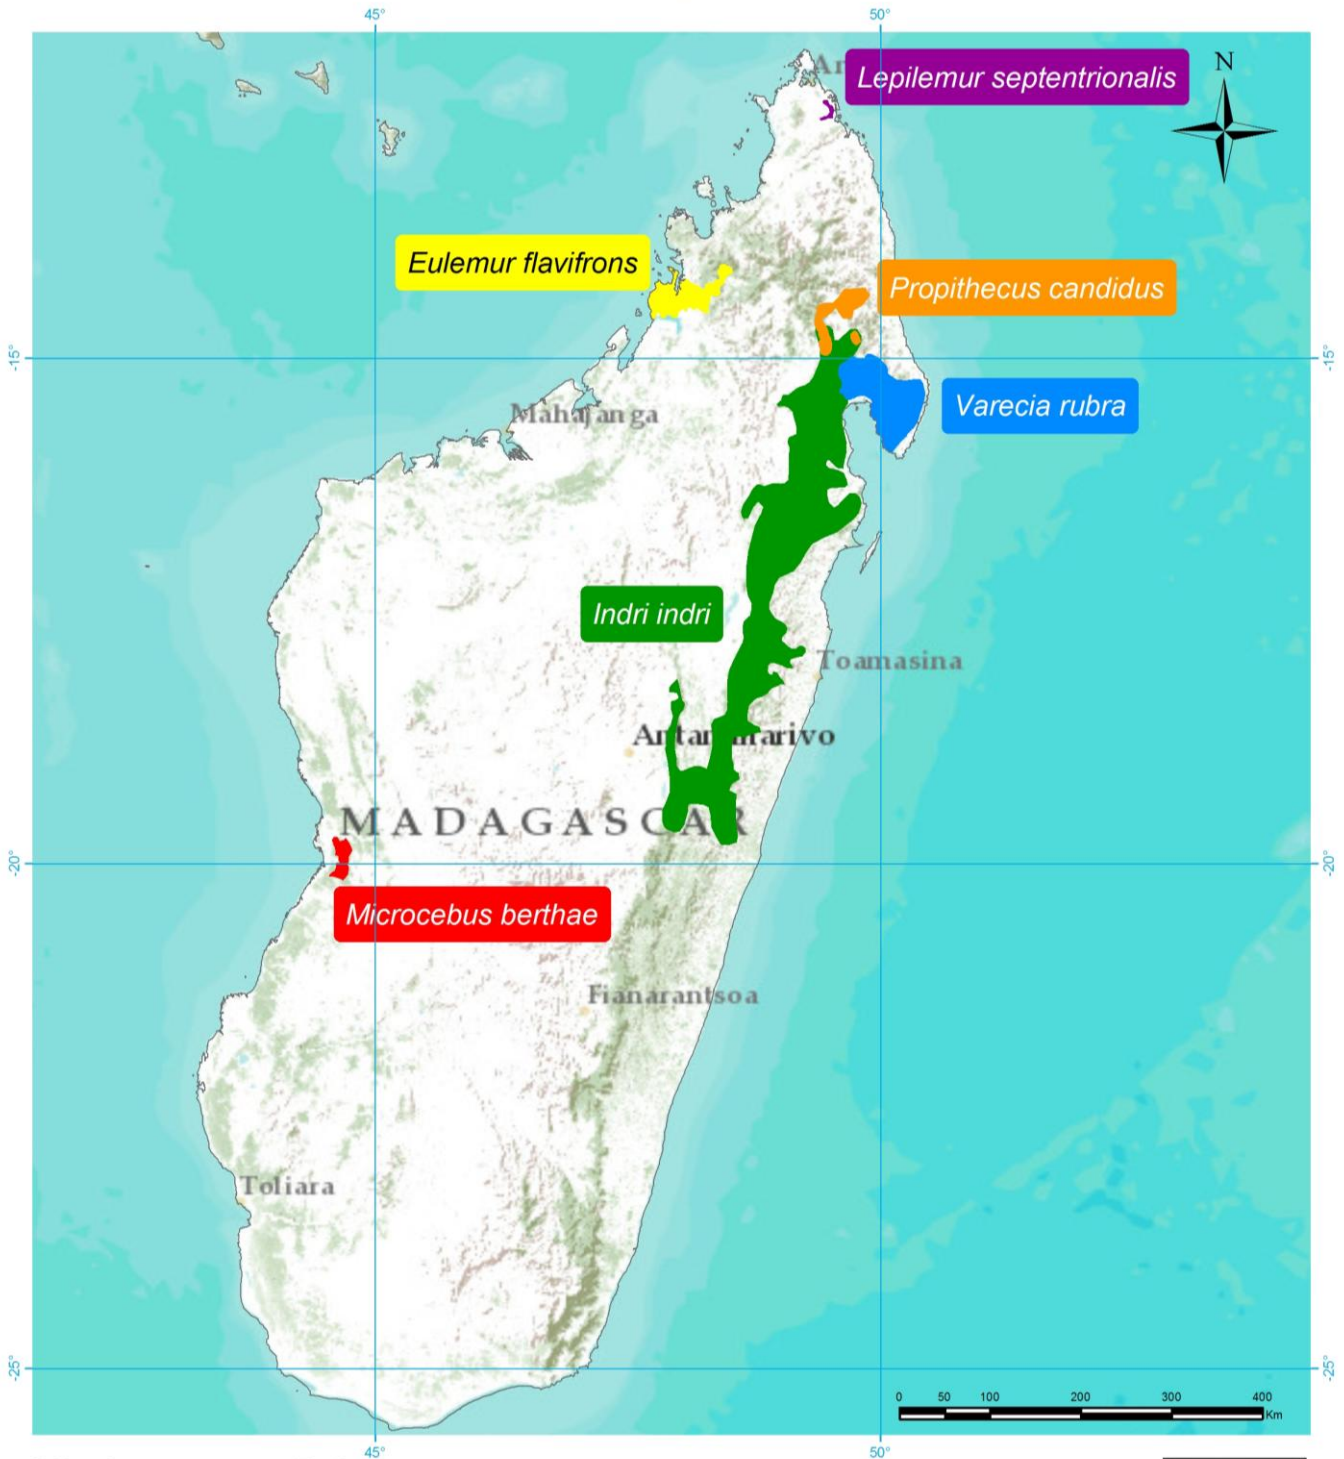 45°
50°
Lepilemur septentrionalis
N
Eulemur flavifrons
Propithecus candidus
-15°
-15°
Varecia rubra
Mahajanga
Indri indri
Toamasina
MADAGASCAR
-20°
-20°
Microcebus berthae
Fianarantsoa
Toliara
-25°
-25°
0 50 100 200 300 400
Km
45°
50°